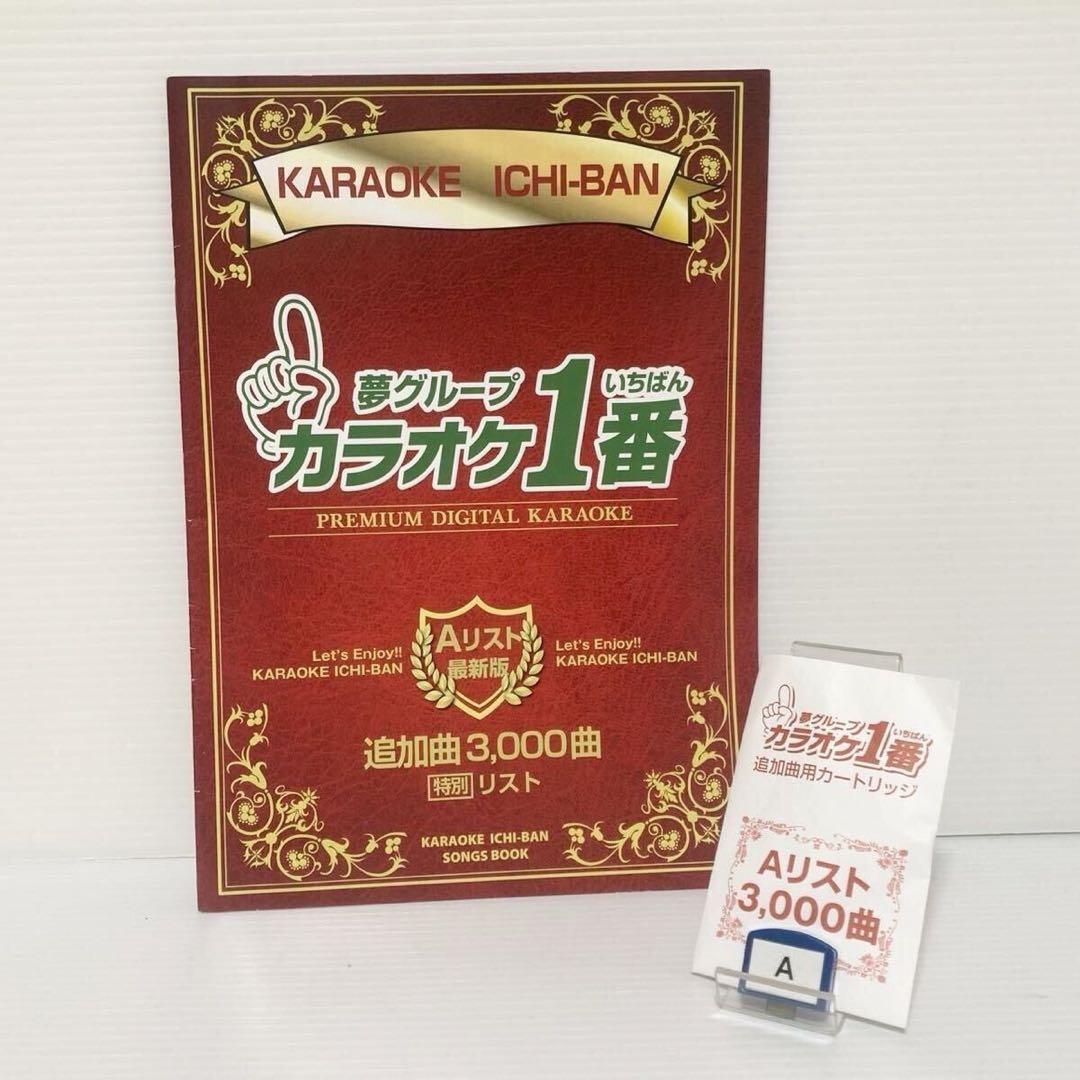 KARAOKE ICHI-BAN
夢グループ
いちばん
カラオケ1番
PREMIUM DIGITAL KARAOKE
Let's Enjoy!!
KARAOKE ICHI-BAN
Aリスト
最新版
Let's Enjoy!!
KARAOKE ICHI-BAN
追加曲3,000曲
特別リスト
KARAOKE ICHI-BAN
SONGS BOOK
夢グループ
いちばん
カラオケ1番
追加曲用カートリッジ
Aリスト
3,000曲
A